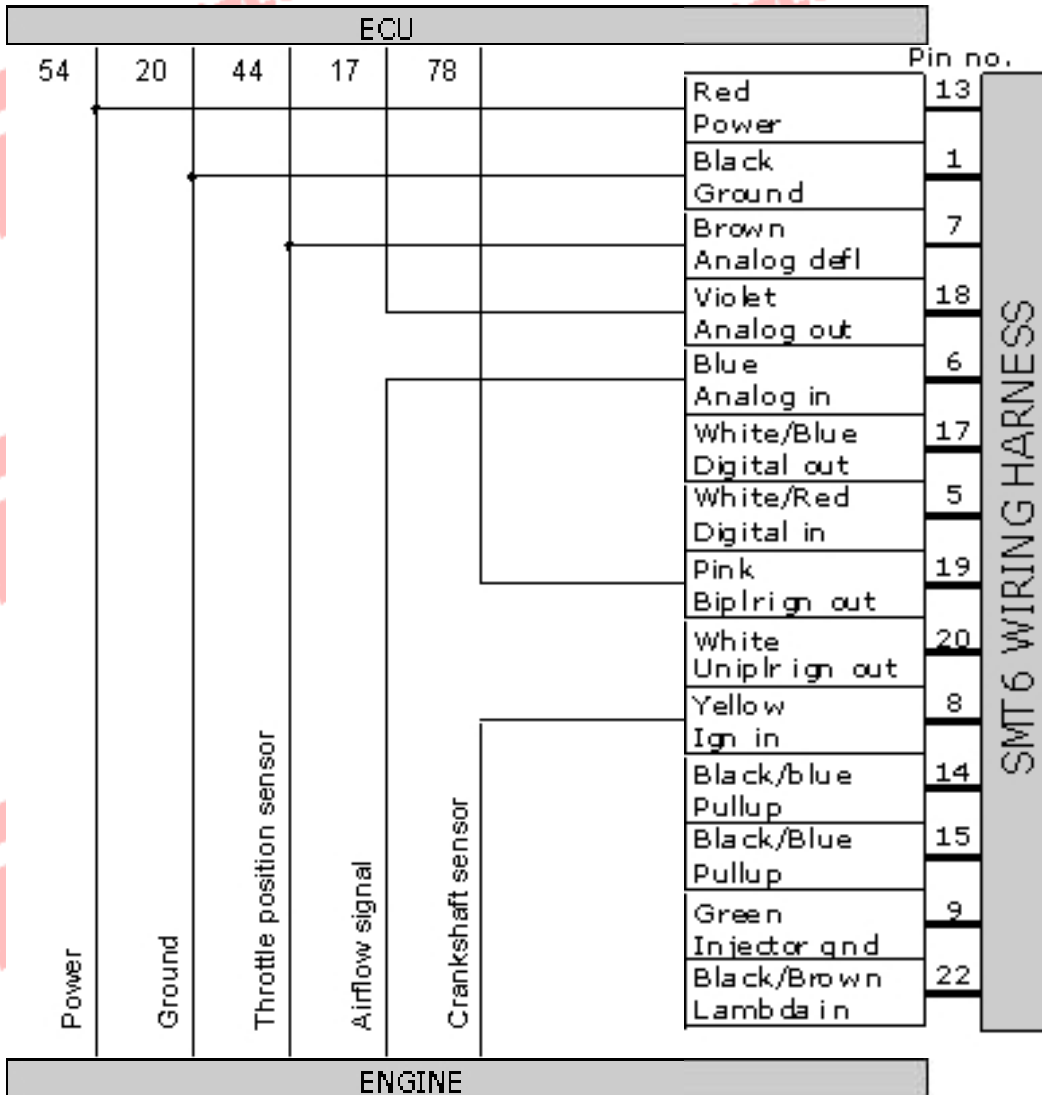 ECU
54 20 44 17 78
Pin no.
Red 13
Power
Black 1
Ground
Brown 7
Analog defl
Violet 18
Analog out
Blue 6
Analog in
White/Blue 17
Digital out
White/Red 5
Digital in
Pink 19
Biplrign out
White 20
Uniplrign out
Yellow 8
Ign in
Black/blue 14
Pullup
Black/Blue 15
Pullup
Green 9
Injector gnd
Black/Brown 22
Lambda in
SMT6 WIRING HARNESS
Power
Ground
Throttle position sensor
Airflow signal
Crankshaft sensor
ENGINE